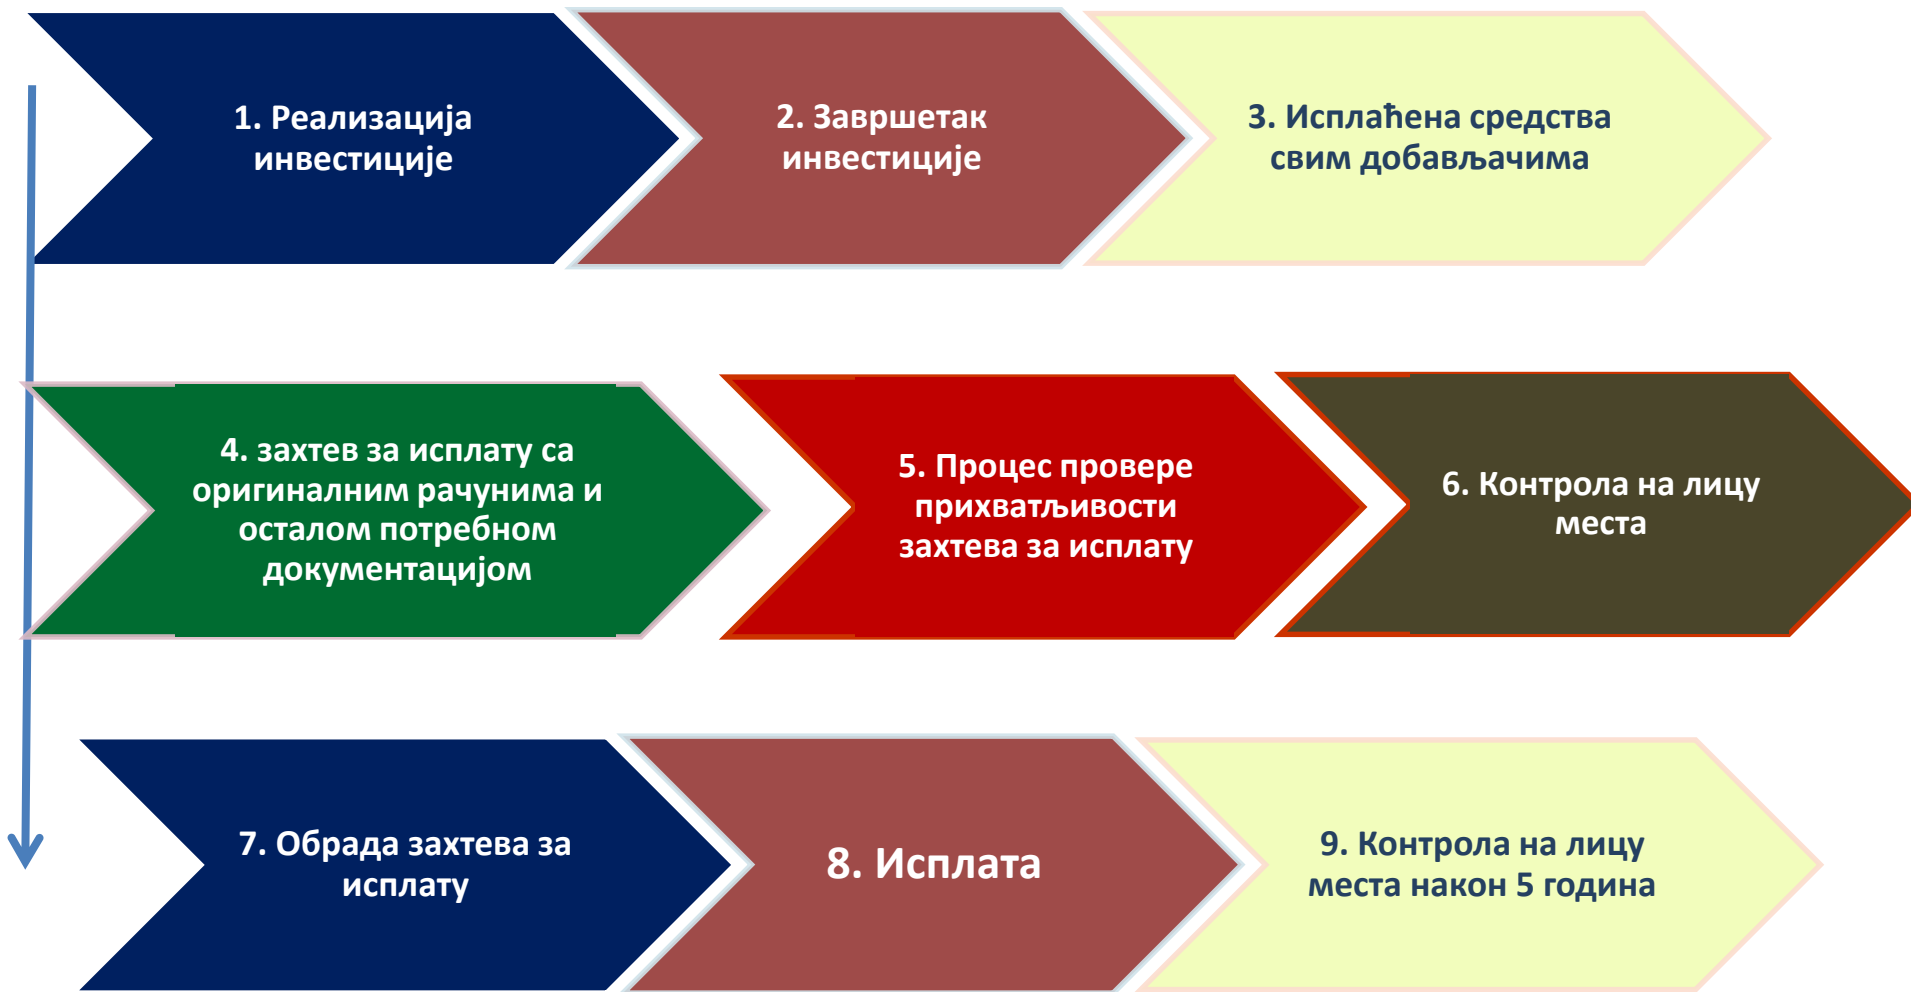 1. Реализација
инвестиције
2. Завршетак
инвестиције
3. Исплаћена средства
свим добављачима
4. захтев за исплату са
оригиналним рачунима и
осталом потребном
документацијом
5. Процес провере
прихватљивости
захтева за исплату
6. Контрола на лицу
места
7. Обрада захтева за
исплату
8. Исплата
9. Контрола на лицу
места након 5 година